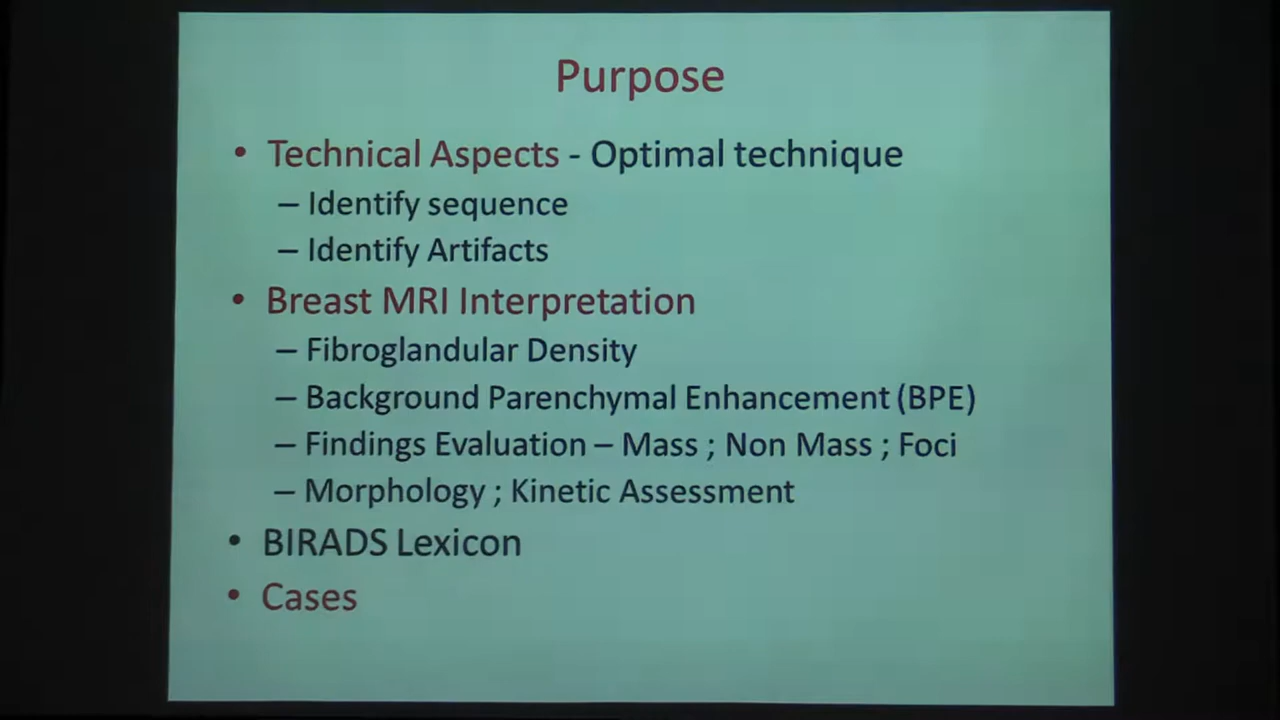 Purpose
• Technical Aspects - Optimal technique
– Identify sequence
– Identify Artifacts
• Breast MRI Interpretation
– Fibroglandular Density
– Background Parenchymal Enhancement (BPE)
– Findings Evaluation – Mass ; Non Mass ; Foci
– Morphology ; Kinetic Assessment
• BIRADS Lexicon
• Cases